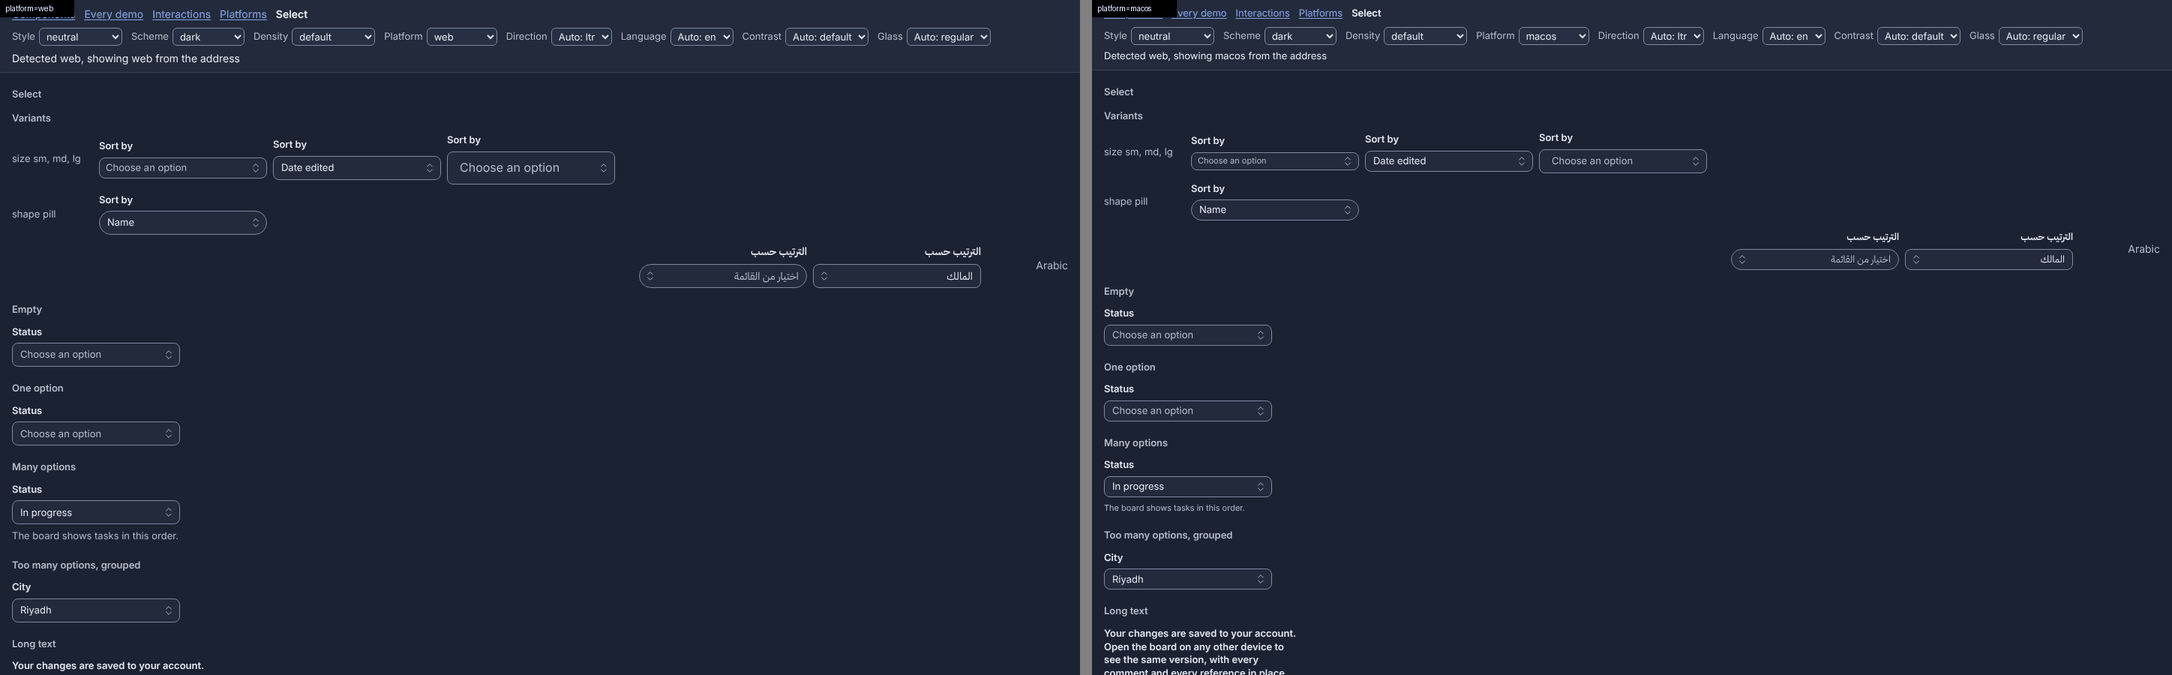 platform=web
Every demo Interactions Platforms Select
Style neutral Scheme dark Density default Platform web Direction Auto: ltr Language Auto: en Contrast Auto: default Glass Auto: regular
Detected web, showing web from the address
Select
Variants
size sm, md, lg
Sort by
Choose an option
Sort by
Date edited
Sort by
Choose an option
shape pill
Sort by
Name
Arabic
الترتيب حسب
المالك
الترتيب حسب
اختيار من القائمة
Empty
Status
Choose an option
One option
Status
Choose an option
Many options
Status
In progress
The board shows tasks in this order.
Too many options, grouped
City
Riyadh
Long text
Your changes are saved to your account.
platform=macos
Every demo Interactions Platforms Select
Style neutral Scheme dark Density default Platform macos Direction Auto: ltr Language Auto: en Contrast Auto: default Glass Auto: regular
Detected web, showing macos from the address
Select
Variants
size sm, md, lg
Sort by
Choose an option
Sort by
Date edited
Sort by
Choose an option
shape pill
Sort by
Name
Arabic
الترتيب حسب
المالك
الترتيب حسب
اختيار من القائمة
Empty
Status
Choose an option
One option
Status
Choose an option
Many options
Status
In progress
The board shows tasks in this order.
Too many options, grouped
City
Riyadh
Long text
Your changes are saved to your account.
Open the board on any other device to
see the same version, with every
comment and every reference in place